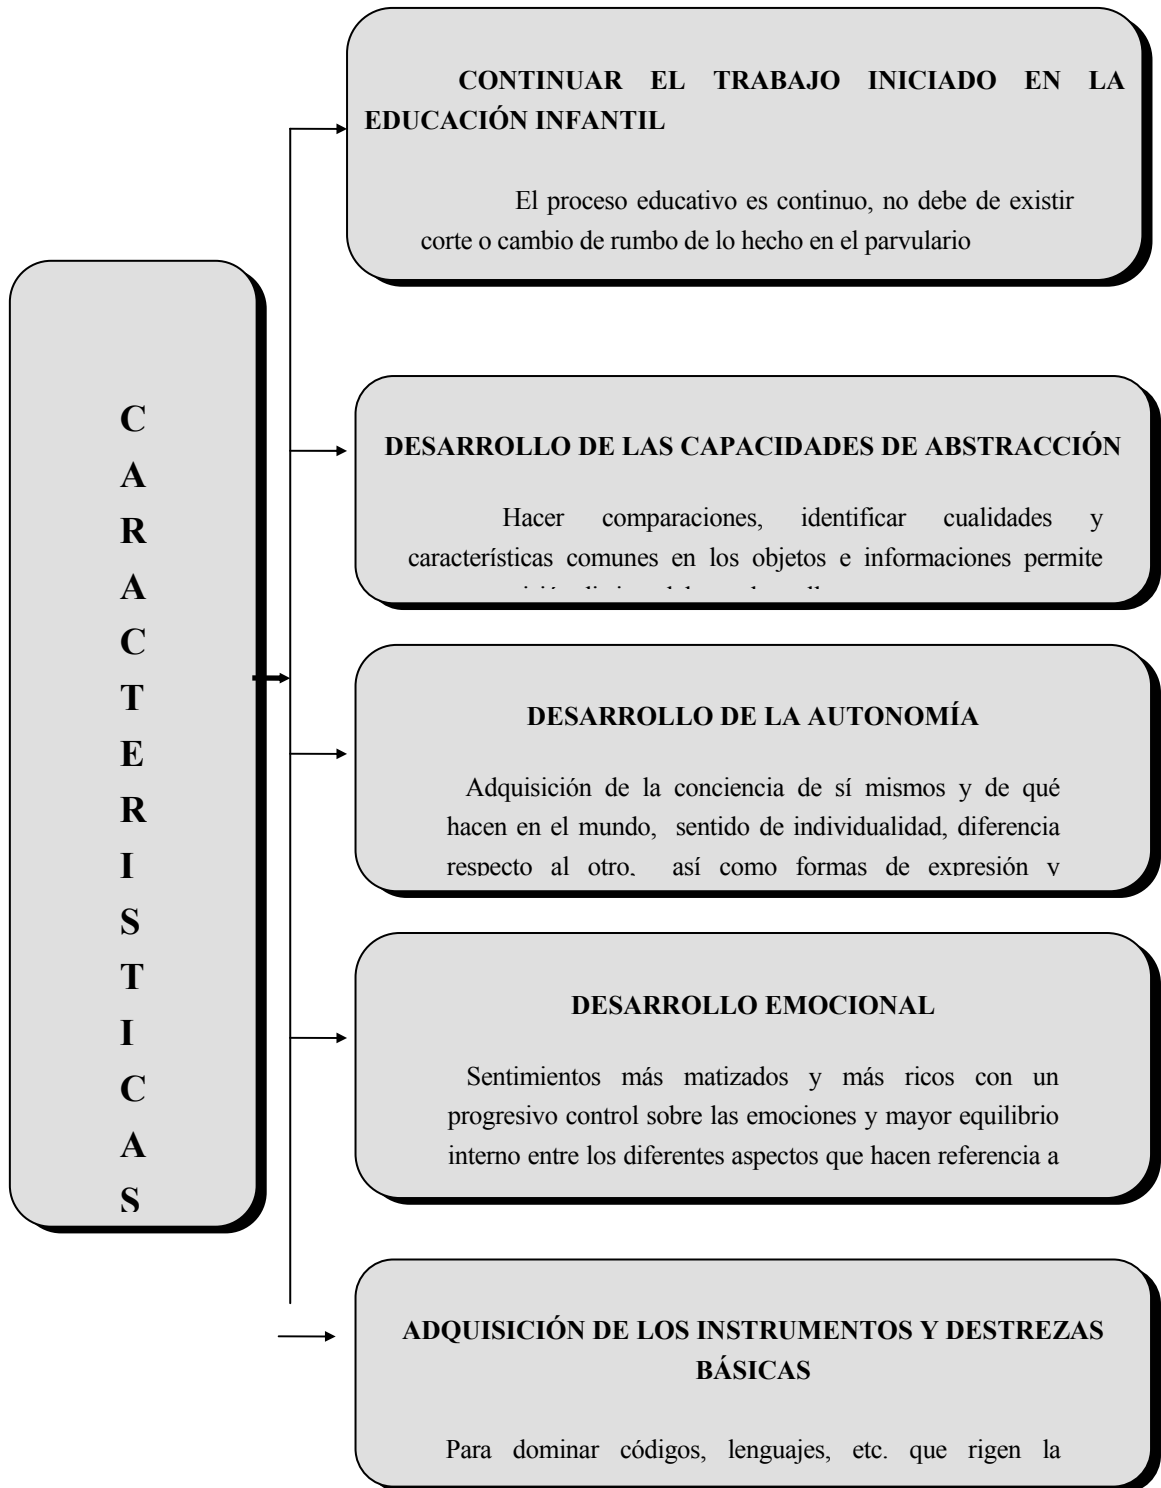 CONTINUAR EL TRABAJO INICIADO EN LA
EDUCACIÓN INFANTIL
El proceso educativo es continuo, no debe de existir
corte o cambio de rumbo de lo hecho en el parvulario
C
A
R
A
C
T
E
R
I
S
T
I
C
A
S
DESARROLLO DE LAS CAPACIDADES DE ABSTRACCIÓN
Hacer comparaciones, identificar cualidades y
características comunes en los objetos e informaciones permite
DESARROLLO DE LA AUTONOMÍA
Adquisición de la conciencia de sí mismos y de qué
hacen en el mundo, sentido de individualidad, diferencia
respecto al otro, así como formas de expresión y
DESARROLLO EMOCIONAL
Sentimientos más matizados y más ricos con un
progresivo control sobre las emociones y mayor equilibrio
interno entre los diferentes aspectos que hacen referencia a
ADQUISICIÓN DE LOS INSTRUMENTOS Y DESTREZAS
BÁSICAS
Para dominar códigos, lenguajes, etc. que rigen la